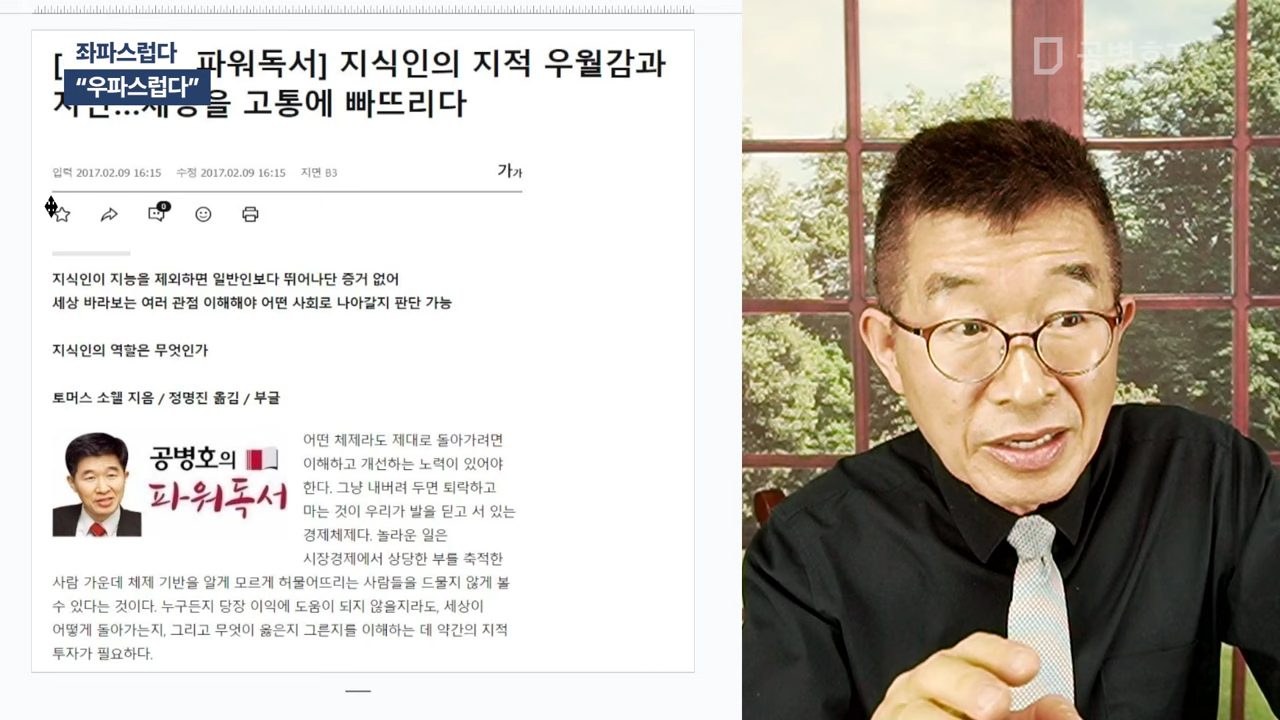 좌파스럽다
“우파스럽다”
[ 파워독서] 지식인의 지적 우월감과
고통에 빠뜨리다
입력 2017.02.09 16:15 수정 2017.02.09 16:15 지면 B3
가가
0
지식인이 지능을 제외하면 일반인보다 뛰어나단 증거 없어
세상 바라보는 여러 관점 이해해야 어떤 사회로 나아갈지 판단 가능
지식인의 역할은 무엇인가
토머스 소웰 지음 / 정명진 옮김 / 부글
공병호의
파워독서
어떤 체제라도 제대로 돌아가려면
이해하고 개선하는 노력이 있어야
한다. 그냥 내버려 두면 퇴락하고
마는 것이 우리가 발을 딛고 서 있는
경제체제다. 놀라운 일은
시장경제에서 상당한 부를 축적한
사람 가운데 체제 기반을 알게 모르게 허물어뜨리는 사람들을 드물지 않게 볼
수 있다는 것이다. 누구든지 당장 이익에 도움이 되지 않을지라도, 세상이
어떻게 돌아가는지, 그리고 무엇이 옳은지 그른지를 이해하는 데 약간의 지적
투자가 필요하다.
공병호TV